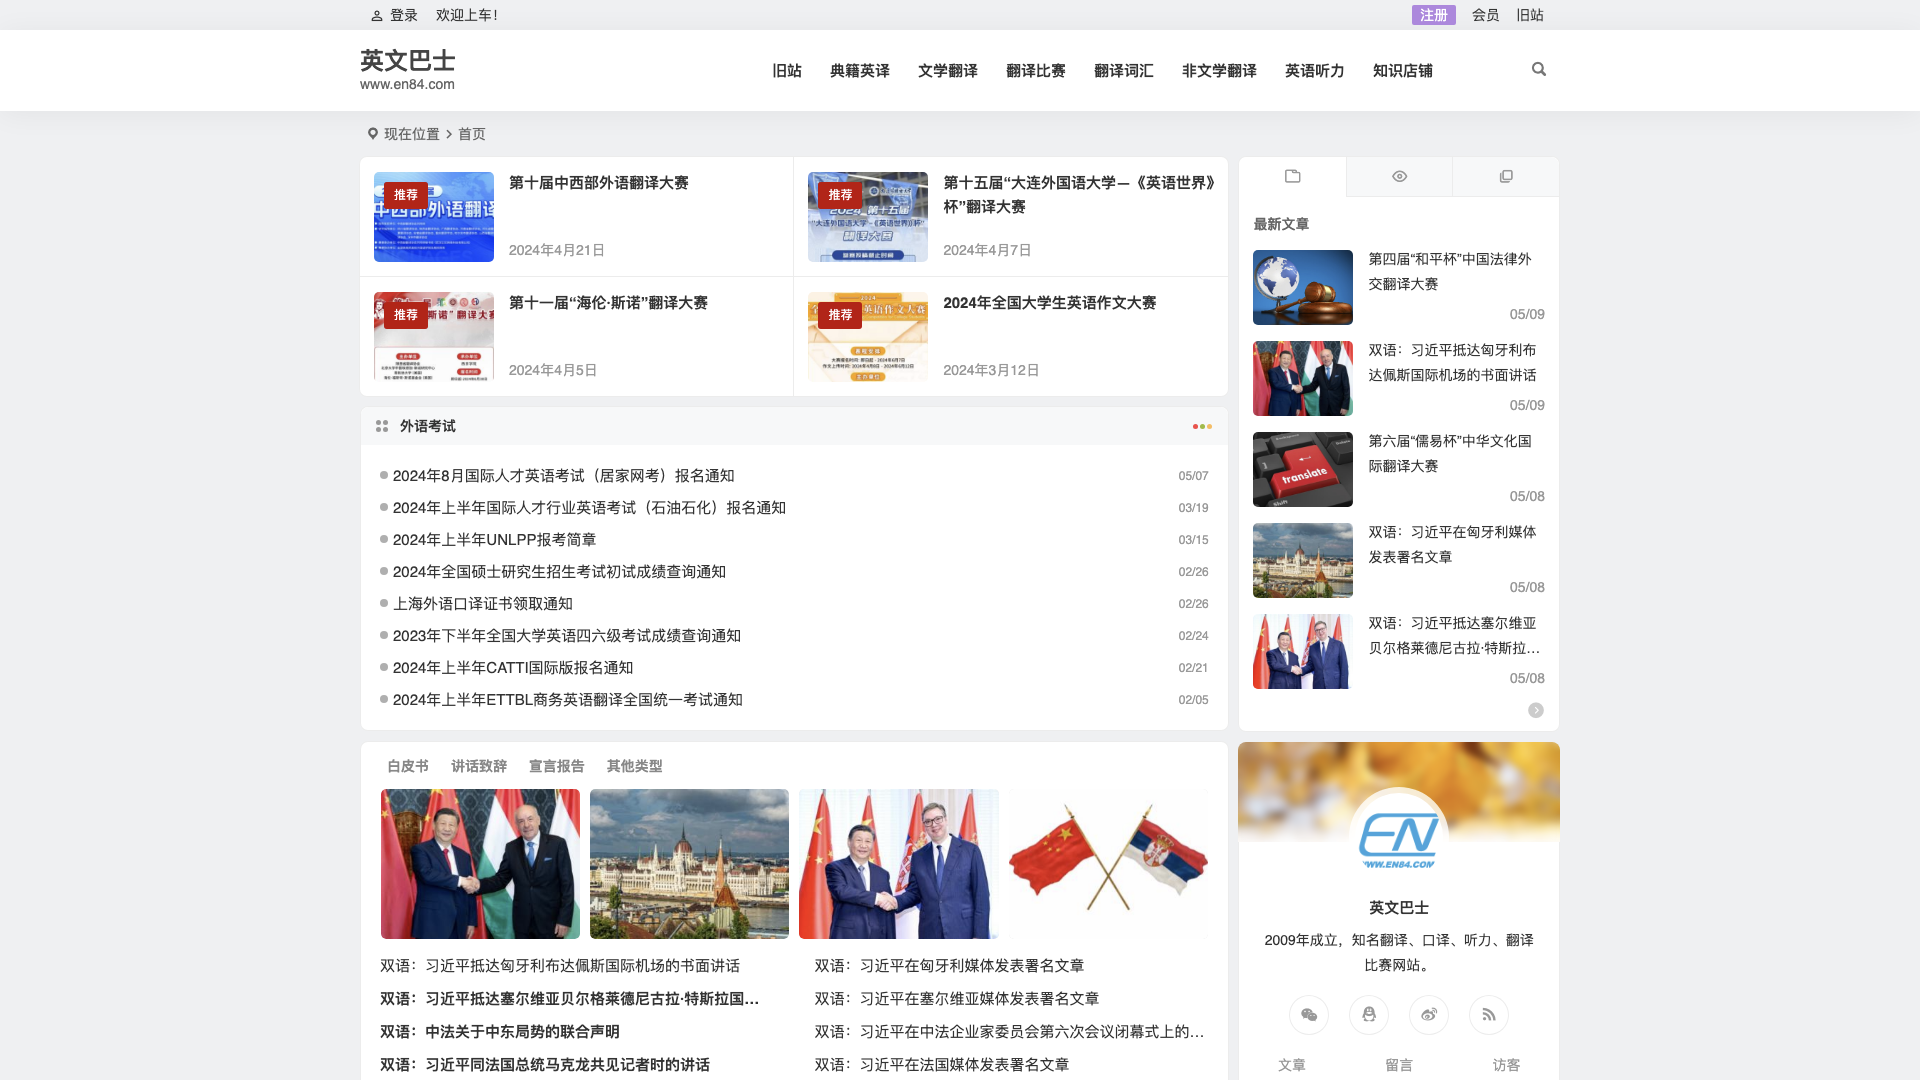 登录 欢迎上车！
注册 会员 旧站
英文巴士
www.en84.com
旧站 典籍英译 文学翻译 翻译比赛 翻译词汇 非文学翻译 英语听力 知识店铺
现在位置 首页
推荐
第十届中西部外语翻译大赛
2024年4月21日
推荐
第十五届“大连外国语大学—《英语世界》
杯”翻译大赛
2024年4月7日
推荐
第十一届“海伦·斯诺”翻译大赛
2024年4月5日
推荐
2024年全国大学生英语作文大赛
2024年3月12日
外语考试
2024年8月国际人才英语考试（居家网考）报名通知 05/07
2024年上半年国际人才行业英语考试（石油石化）报名通知 03/19
2024年上半年UNLPP报考简章 03/15
2024年全国硕士研究生招生考试初试成绩查询通知 02/26
上海外语口译证书领取通知 02/26
2023年下半年全国大学英语四六级考试成绩查询通知 02/24
2024年上半年CATTI国际版报名通知 02/21
2024年上半年ETTBL商务英语翻译全国统一考试通知 02/05
白皮书 讲话致辞 宣言报告 其他类型
双语：习近平抵达匈牙利布达佩斯国际机场的书面讲话
双语：习近平在匈牙利媒体发表署名文章
双语：习近平抵达塞尔维亚贝尔格莱德尼古拉·特斯拉国...
双语：习近平在塞尔维亚媒体发表署名文章
双语：中法关于中东局势的联合声明
双语：习近平在中法企业家委员会第六次会议闭幕式上的...
双语：习近平同法国总统马克龙共见记者时的讲话
双语：习近平在法国媒体发表署名文章
最新文章
第四届“和平杯”中国法律外
交翻译大赛
05/09
双语：习近平抵达匈牙利布
达佩斯国际机场的书面讲话
05/09
translate
第六届“儒易杯”中华文化国
际翻译大赛
05/08
双语：习近平在匈牙利媒体
发表署名文章
05/08
双语：习近平抵达塞尔维亚
贝尔格莱德尼古拉·特斯拉...
05/08
EN
WWW.EN84.COM
英文巴士
2009年成立，知名翻译、口译、听力、翻译
比赛网站。
文章 留言 访客